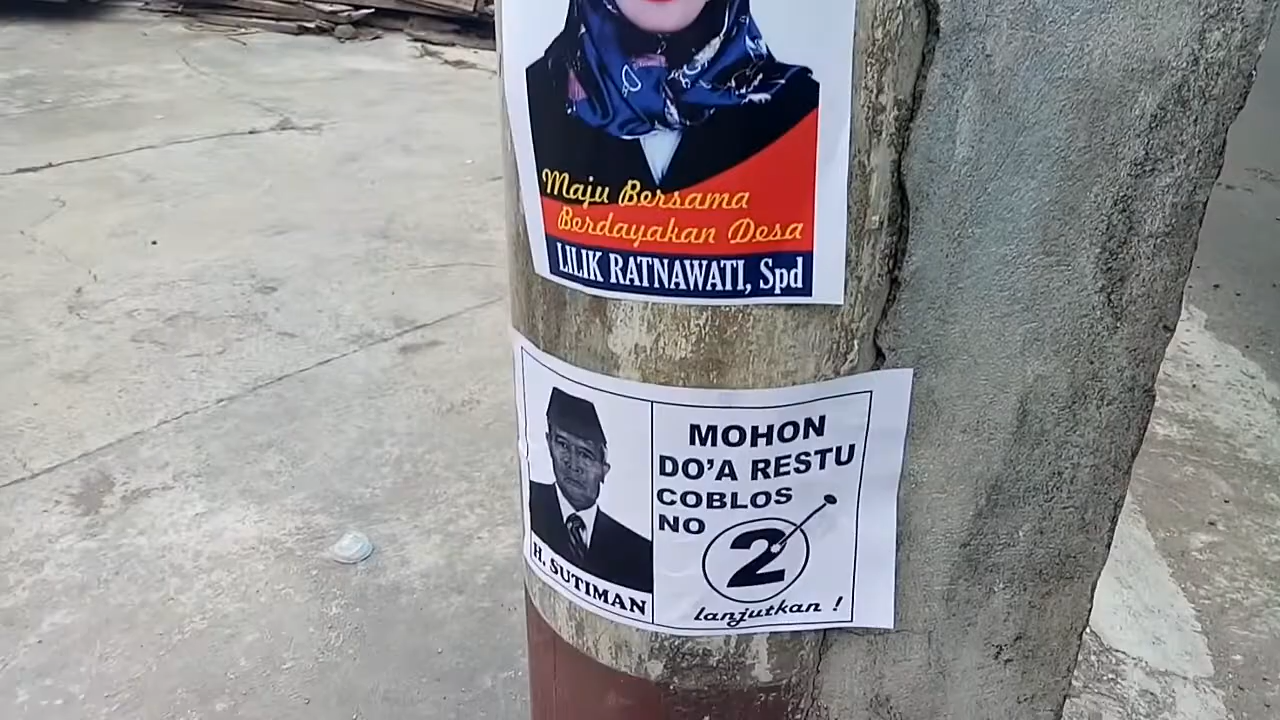 Maju Bersama
Berdayakan Desa
LILIK RATNAWATI, Spd
MOHON
DO'A RESTU
COBLOS
NO
2
lanjutkan !
H. SUTIMAN